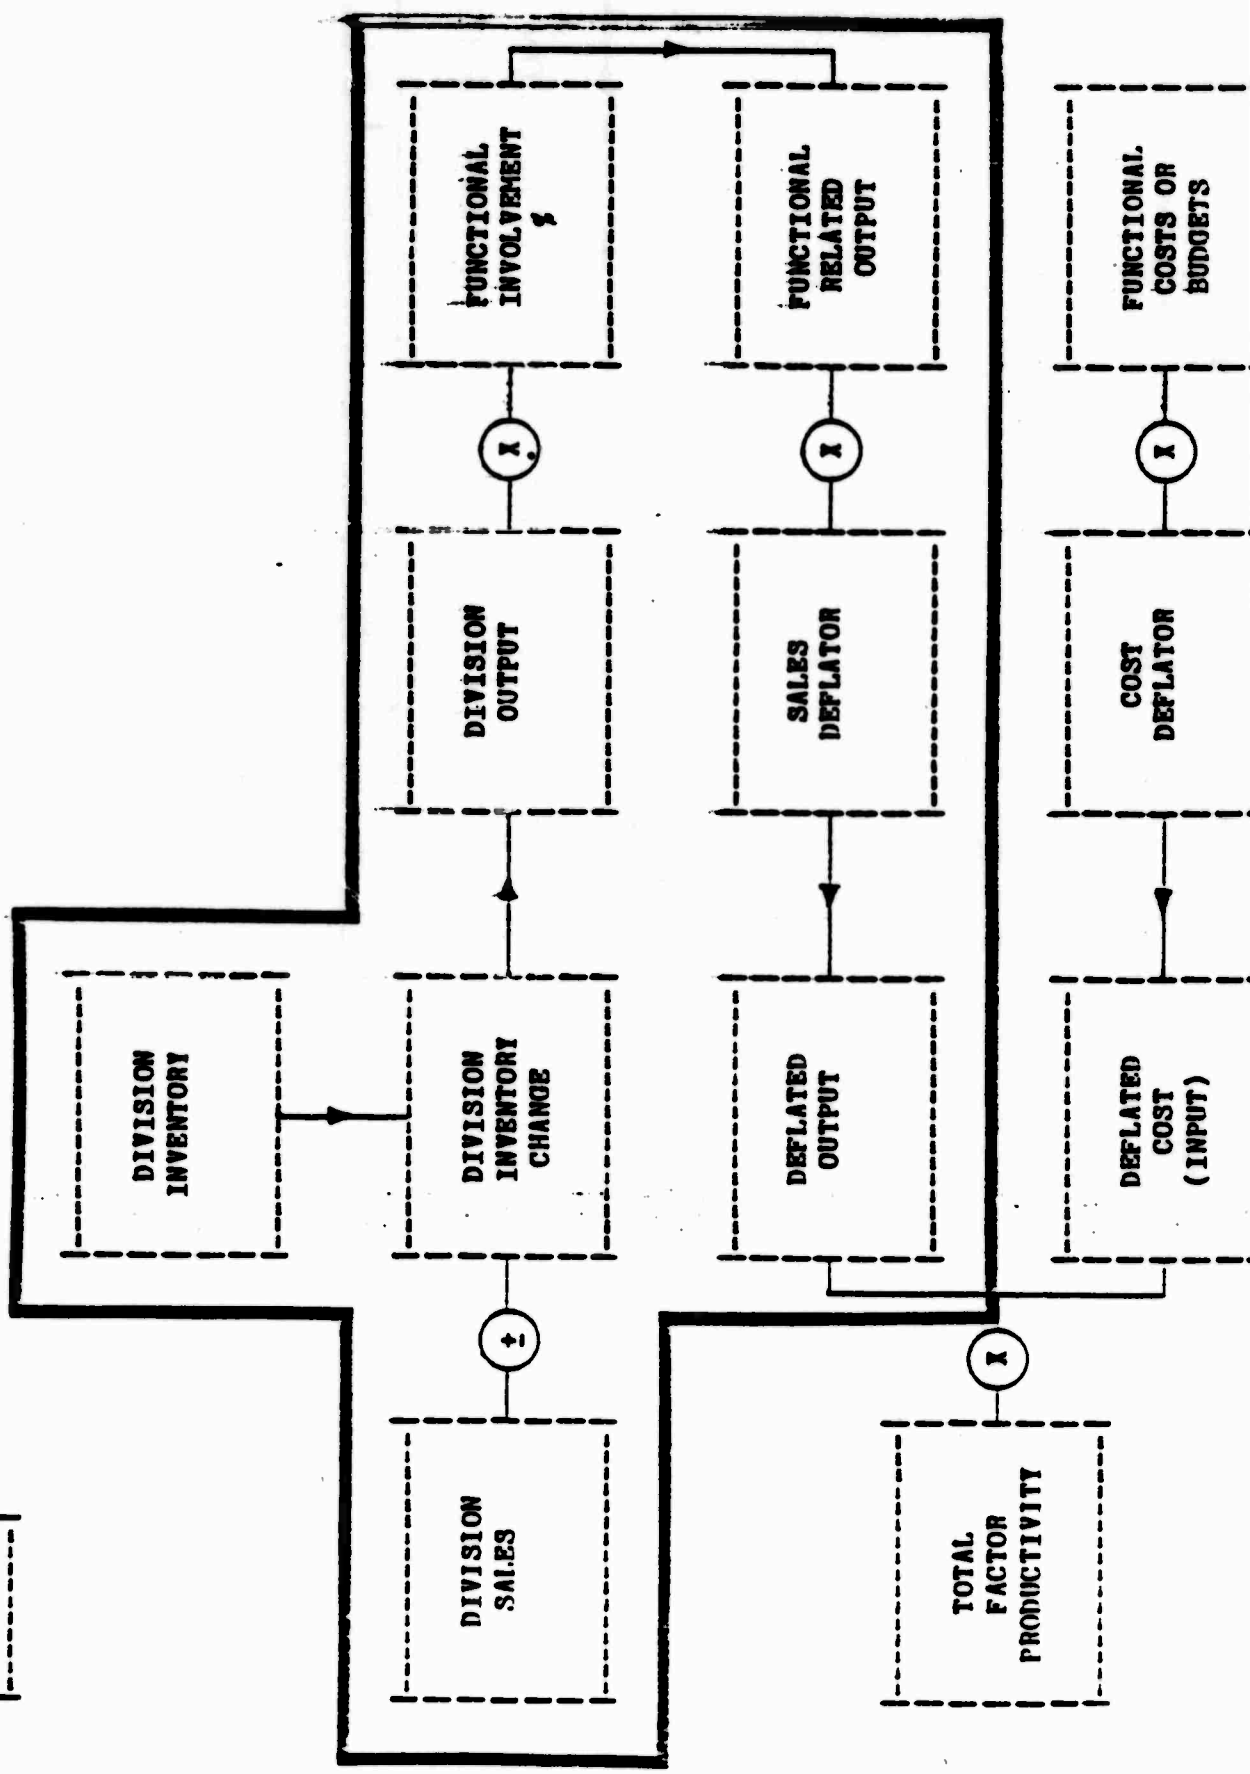 DIVISION
INVENTORY
DIVISION
SALES
±
DIVISION
INVENTORY
CHANGE
DIVISION
OUTPUT
X
FUNCTIONAL
INVOLVEMENT
%
DEFLATED
OUTPUT
SALES
DEFLATOR
X
FUNCTIONAL
RELATED
OUTPUT
TOTAL
FACTOR
PRODUCTIVITY
X
DEFLATED
COST
(INPUT)
COST
DEFLATOR
X
FUNCTIONAL
COSTS OR
BUDGETS